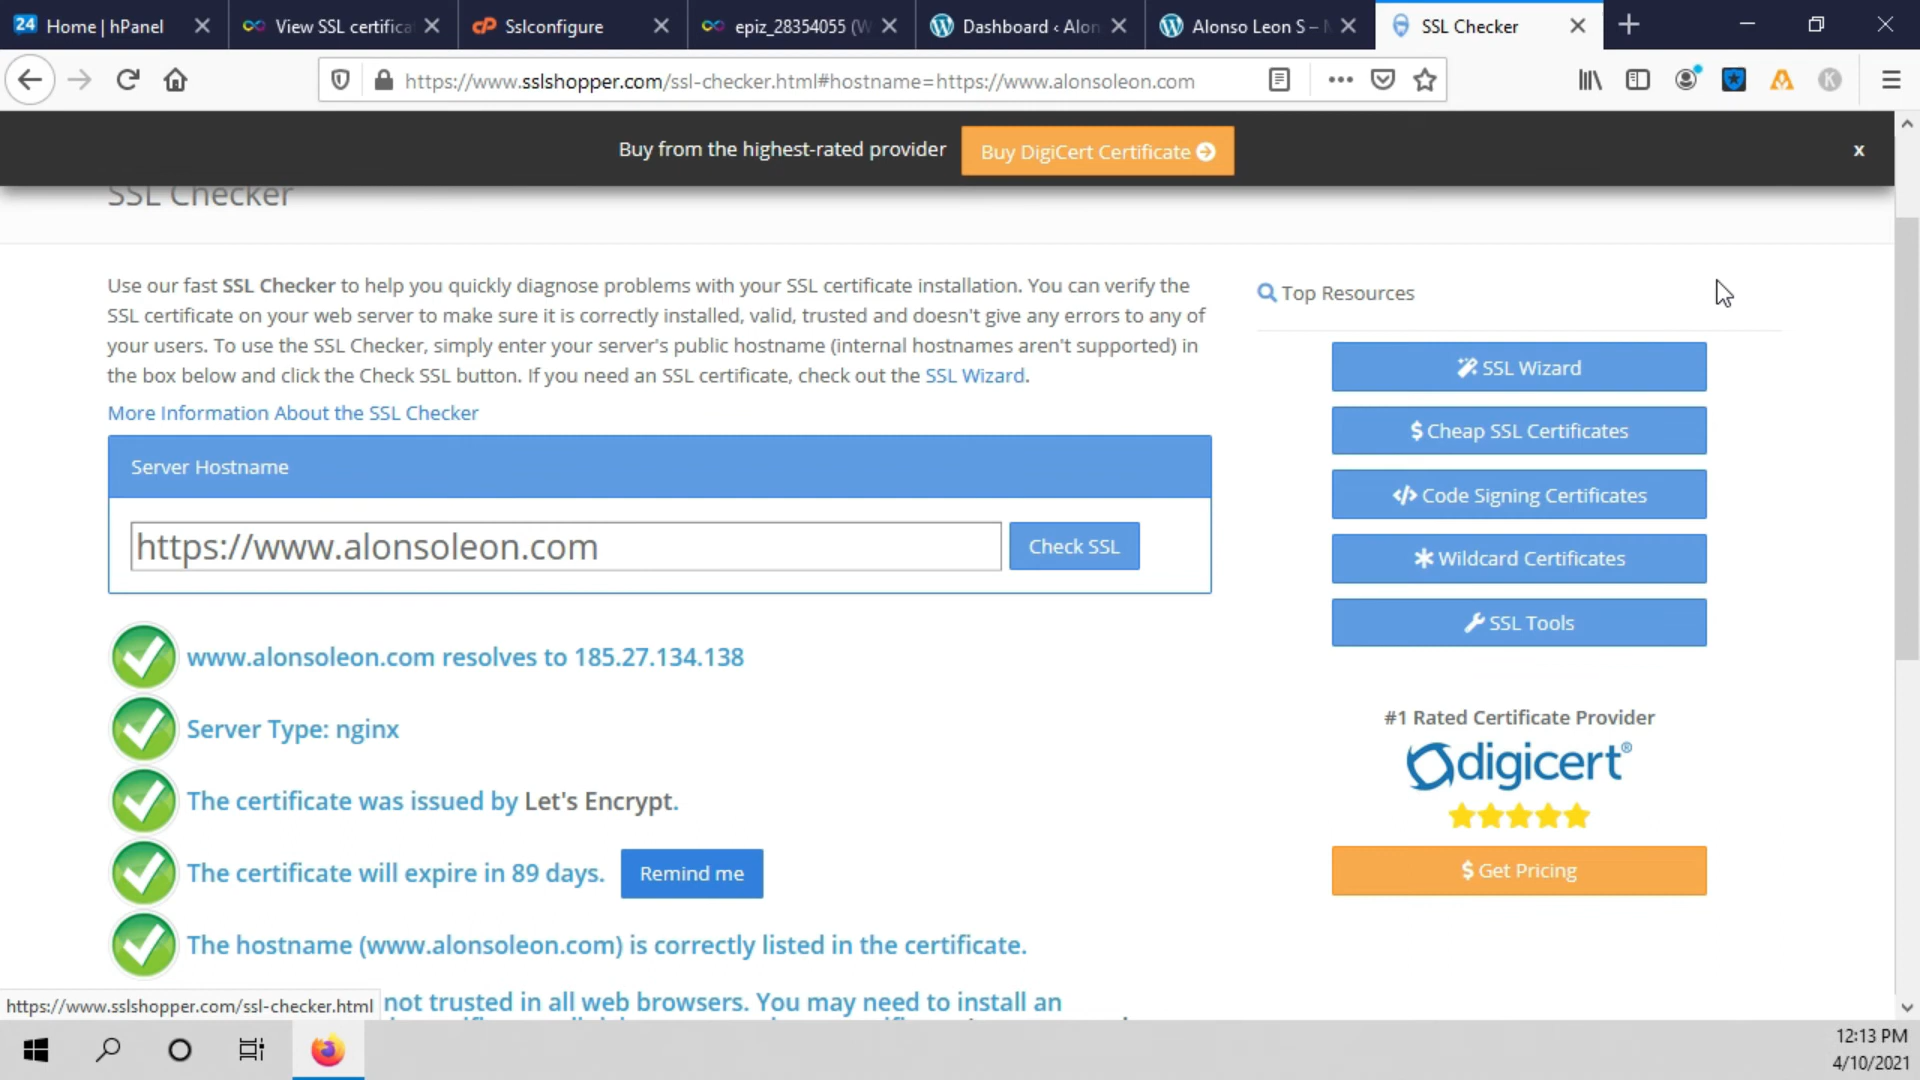 24 Home | hPanel
View SSL certifica
cP Sslconfigure
epiz_28354055 (W
Dashboard ‹ Alon
Alonso Leon S –
SSL Checker
https://www.sslshopper.com/ssl-checker.html#hostname=https://www.alonsoleon.com
Buy from the highest-rated provider
Buy DigiCert Certificate
x
SSL Checker
Use our fast SSL Checker to help you quickly diagnose problems with your SSL certificate installation. You can verify the
SSL certificate on your web server to make sure it is correctly installed, valid, trusted and doesn't give any errors to any of
your users. To use the SSL Checker, simply enter your server's public hostname (internal hostnames aren't supported) in
the box below and click the Check SSL button. If you need an SSL certificate, check out the SSL Wizard.
More Information About the SSL Checker
Server Hostname
https://www.alonsoleon.com
Check SSL
www.alonsoleon.com resolves to 185.27.134.138
Server Type: nginx
The certificate was issued by Let's Encrypt.
The certificate will expire in 89 days.
Remind me
The hostname (www.alonsoleon.com) is correctly listed in the certificate.
not trusted in all web browsers. You may need to install an
Top Resources
SSL Wizard
$ Cheap SSL Certificates
</> Code Signing Certificates
Wildcard Certificates
SSL Tools
#1 Rated Certificate Provider
digicert®
$ Get Pricing
https://www.sslshopper.com/ssl-checker.html
K
12:13 PM
4/10/2021